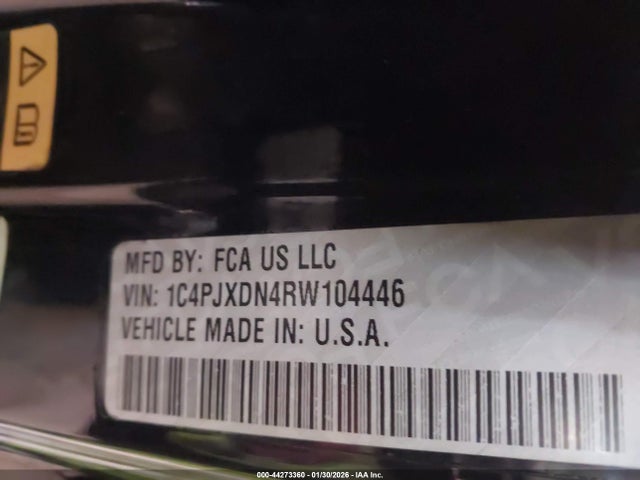 MFD BY: FCA US LLC
VIN: 1C4PJXDN4RW104446
VEHICLE MADE IN: U.S.A.
000-44273360 - 01/30/2026 - IAA Inc.